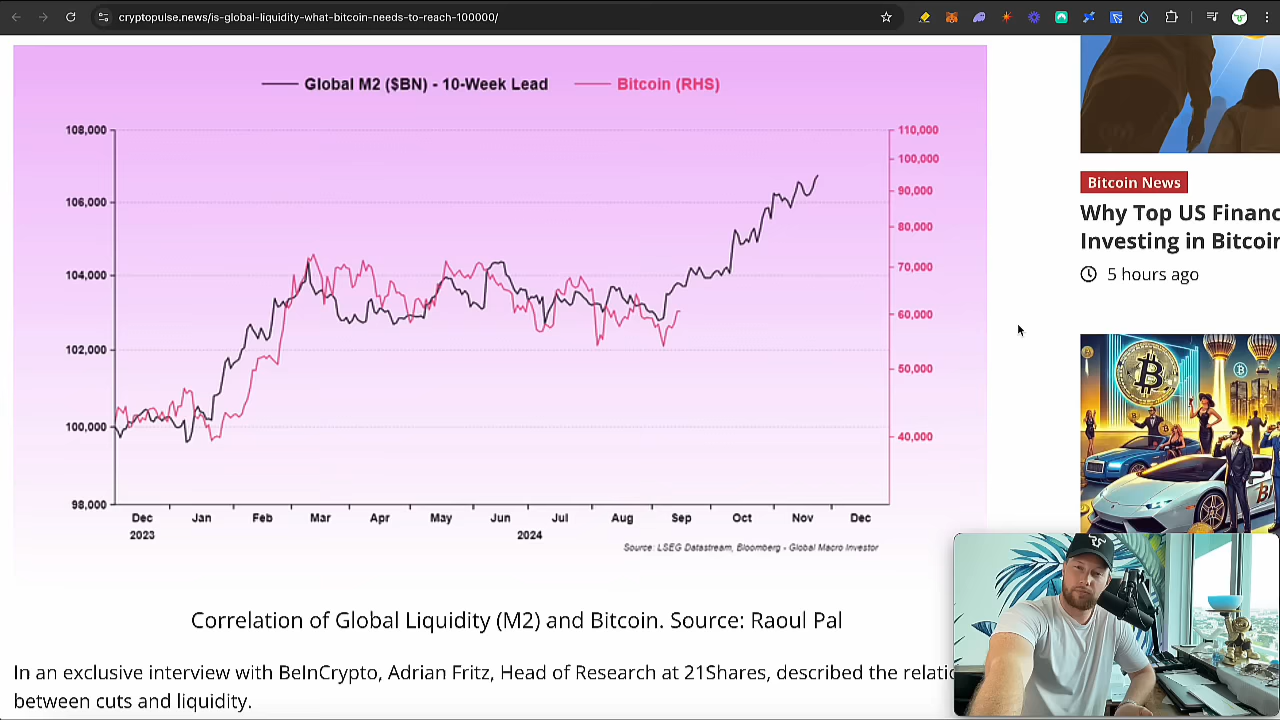 cryptopulse.news/is-global-liquidity-what-bitcoin-needs-to-reach-100000/
Global M2 ($BN) - 10-Week Lead
Bitcoin (RHS)
108,000
106,000
104,000
102,000
100,000
98,000
110,000
100,000
90,000
80,000
70,000
60,000
50,000
40,000
Dec Jan Feb Mar Apr May Jun Jul Aug Sep Oct Nov Dec
2023 2024
Source: LSEG Datastream, Bloomberg - Global Macro Investor
Correlation of Global Liquidity (M2) and Bitcoin. Source: Raoul Pal
In an exclusive interview with BeInCrypto, Adrian Fritz, Head of Research at 21Shares, described the relatio
between cuts and liquidity.
Bitcoin News
Why Top US Financ
Investing in Bitcoin
5 hours ago